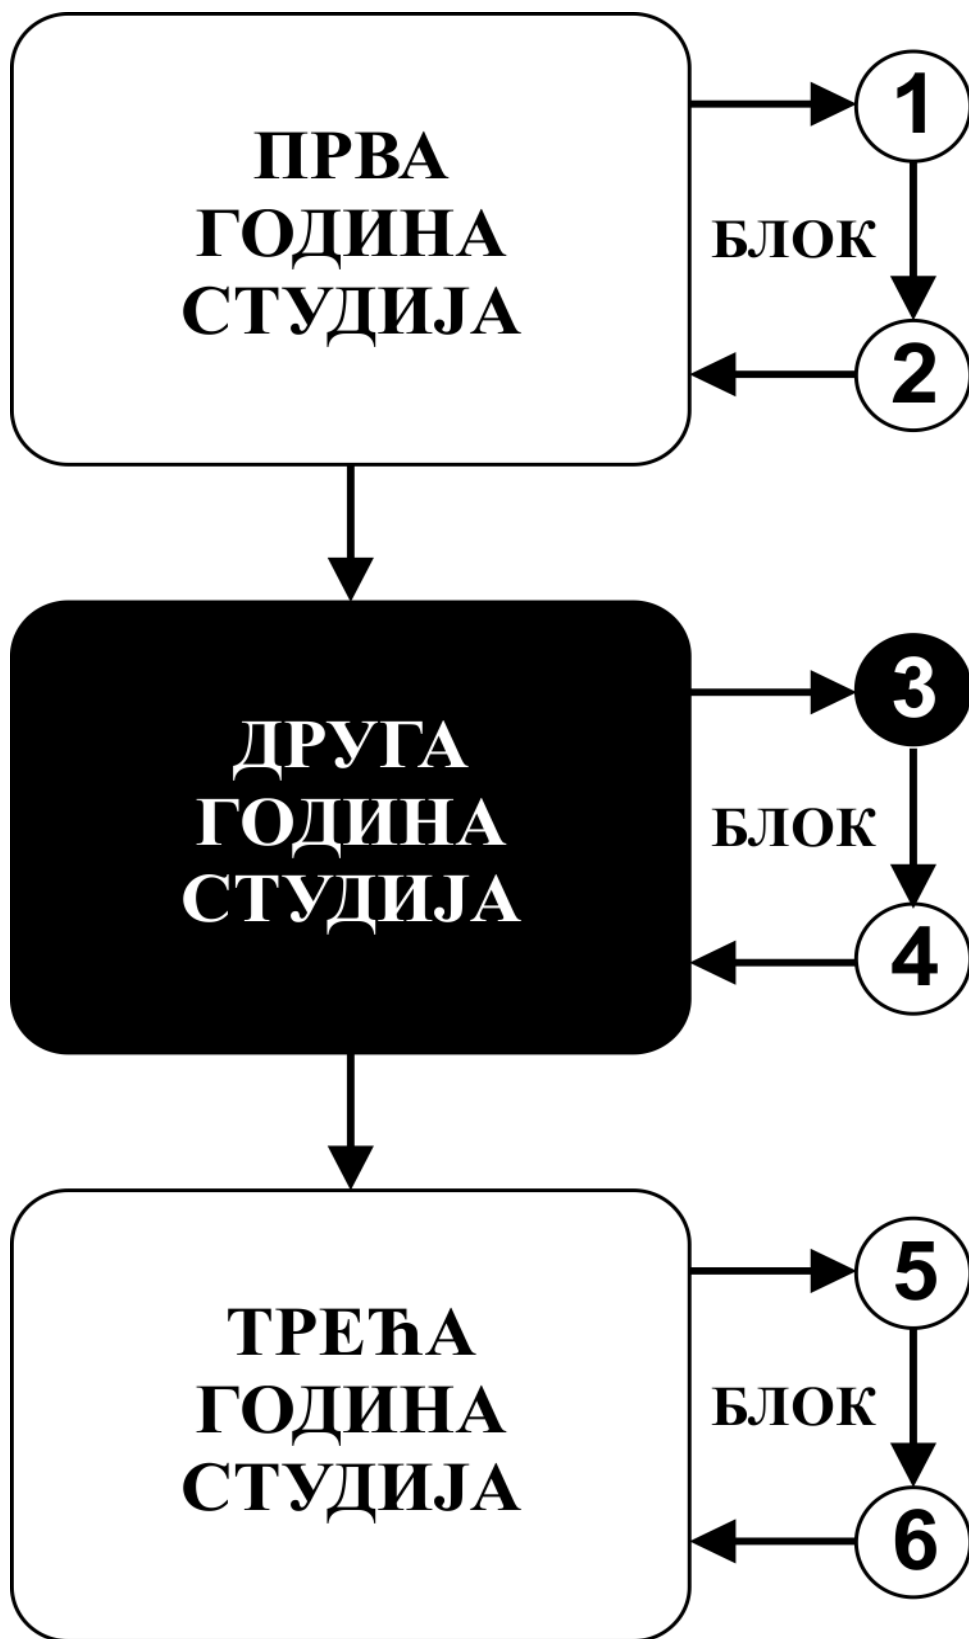 ПРВА
ГОДИНА
СТУДИЈА
1
БЛОК
2
ДРУГА
ГОДИНА
СТУДИЈА
3
БЛОК
4
ТРЕЋА
ГОДИНА
СТУДИЈА
5
БЛОК
6